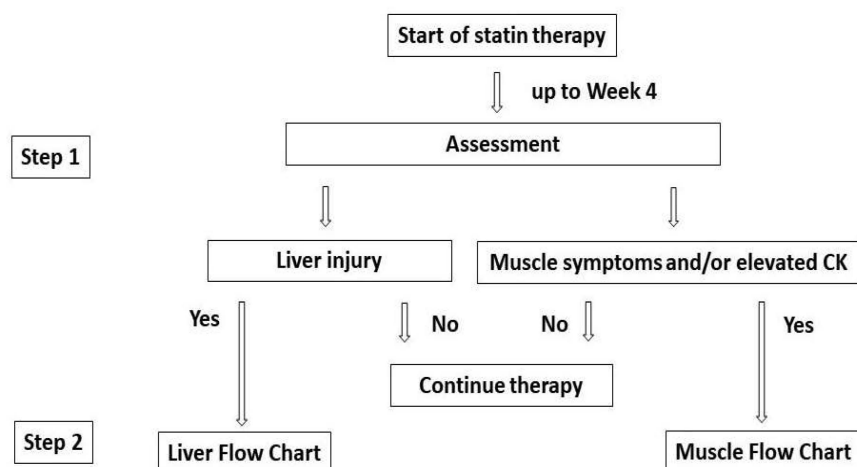 Start of statin therapy
up to Week 4
Step 1
Assessment
Liver injury
Muscle symptoms and/or elevated CK
Yes
No
No
Yes
Continue therapy
Step 2
Liver Flow Chart
Muscle Flow Chart